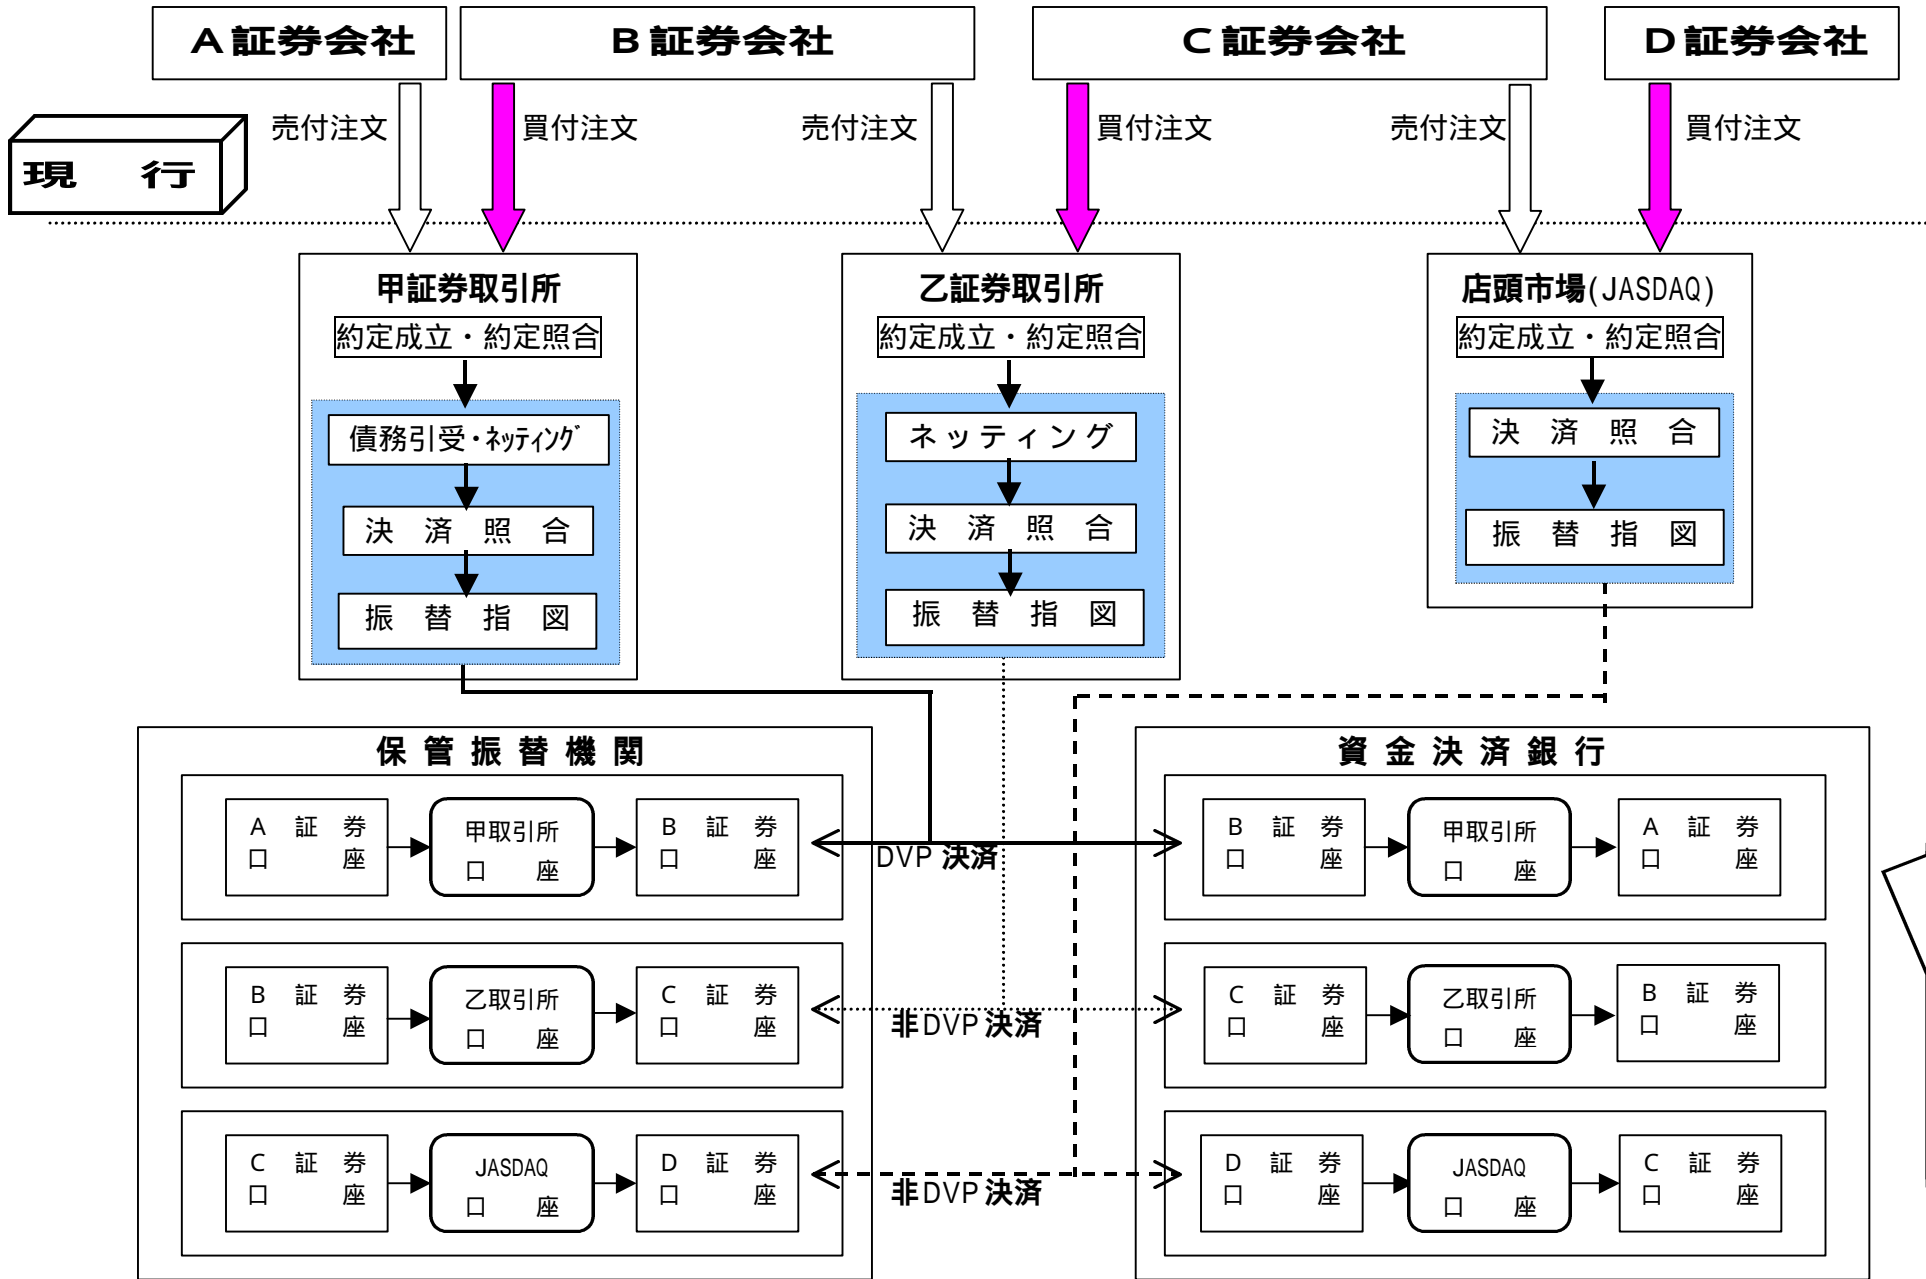 A証券会社
B証券会社
C証券会社
D証券会社
売付注文
買付注文
売付注文
買付注文
売付注文
買付注文
現 行
甲証券取引所
約定成立・約定照合
債務引受・ネッティング
決 済 照 合
振 替 指 図
乙証券取引所
約定成立・約定照合
ネッティング
決 済 照 合
振 替 指 図
店頭市場(JASDAQ)
約定成立・約定照合
決 済 照 合
振 替 指 図
保 管 振 替 機 関
A 証 券
口 座
甲取引所
口 座
B 証 券
口 座
B 証 券
口 座
乙取引所
口 座
C 証 券
口 座
C 証 券
口 座
JASDAQ
口 座
D 証 券
口 座
DVP 決済
非DVP 決済
非DVP 決済
資 金 決 済 銀 行
B 証 券
口 座
甲取引所
口 座
A 証 券
口 座
C 証 券
口 座
乙取引所
口 座
B 証 券
口 座
D 証 券
口 座
JASDAQ
口 座
C 証 券
口 座